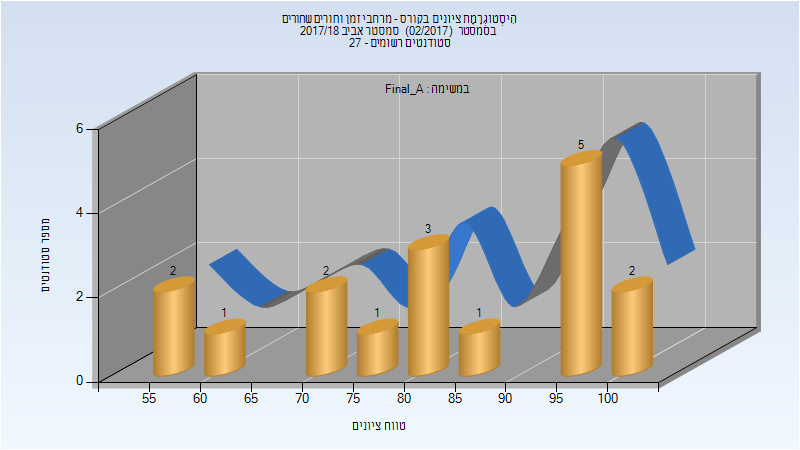 היסטוגרמת ציונים בקורס - מרחבי זמן וחורים שחורים
בסמסטר (02/2017) סמסטר אביב 2017/18
סטודנטים רשומים - 27
במשימה : Final_A
מספר סטודנטים
6
4
2
0
2
1
2
1
3
1
5
2
55 60 65 70 75 80 85 90 95 100
טווח ציונים